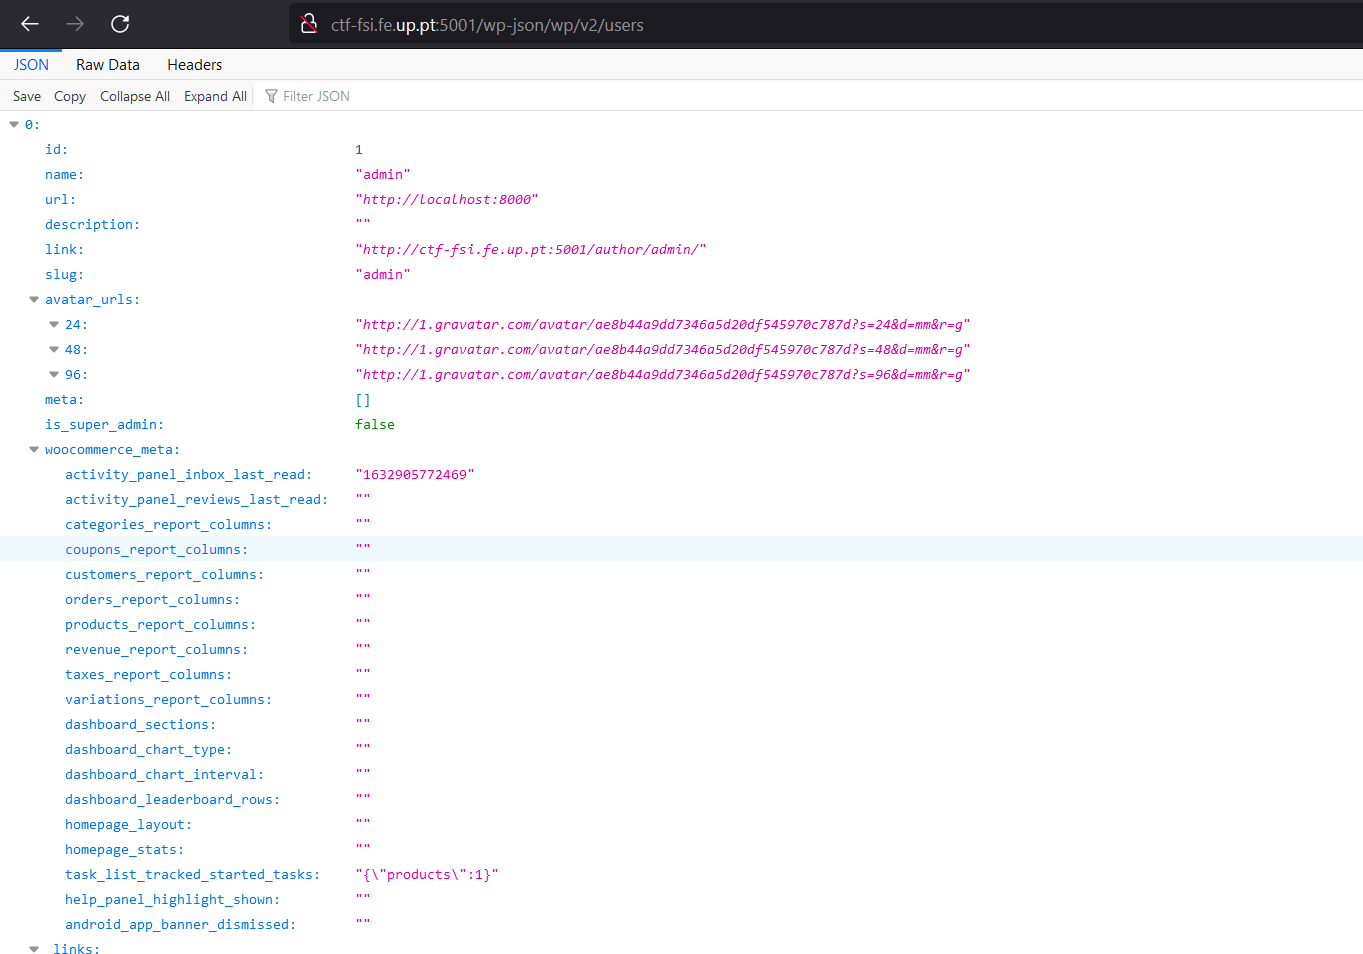 ctf-fsi.fe.up.pt:5001/wp-json/wp/v2/users
JSON Raw Data Headers
Save Copy Collapse All Expand All Filter JSON
0:
id: 1
name: "admin"
url: "http://localhost:8000"
description: ""
link: "http://ctf-fsi.fe.up.pt:5001/author/admin/"
slug: "admin"
avatar_urls:
24: "http://1.gravatar.com/avatar/ae8b44a9dd7346a5d20df545970c787d?s=24&d=mm&r=g"
48: "http://1.gravatar.com/avatar/ae8b44a9dd7346a5d20df545970c787d?s=48&d=mm&r=g"
96: "http://1.gravatar.com/avatar/ae8b44a9dd7346a5d20df545970c787d?s=96&d=mm&r=g"
meta: []
is_super_admin: false
woocommerce_meta:
activity_panel_inbox_last_read: "1632905772469"
activity_panel_reviews_last_read: ""
categories_report_columns: ""
coupons_report_columns: ""
customers_report_columns: ""
orders_report_columns: ""
products_report_columns: ""
revenue_report_columns: ""
taxes_report_columns: ""
variations_report_columns: ""
dashboard_sections: ""
dashboard_chart_type: ""
dashboard_chart_interval: ""
dashboard_leaderboard_rows: ""
homepage_layout: ""
homepage_stats: ""
task_list_tracked_started_tasks: "{\"products\":1}"
help_panel_highlight_shown: ""
android_app_banner_dismissed: ""
links: